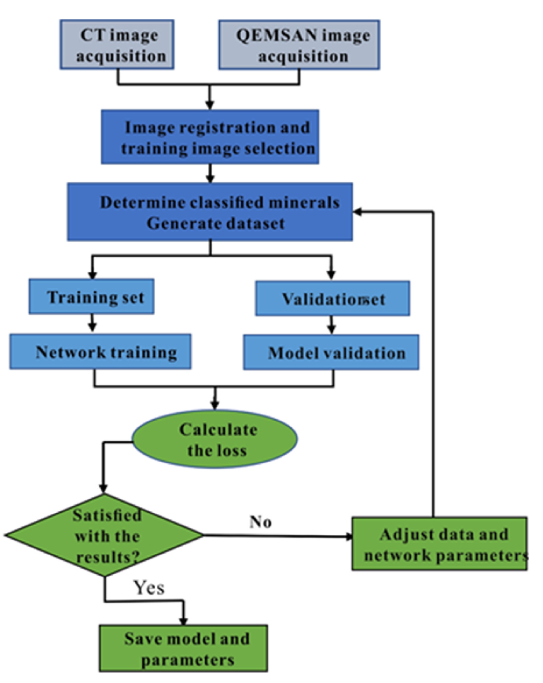 CT image
acquisition
QEMSAN image
acquisition
Image registration and
training image selection
Determine classified minerals
Generate dataset
Training set
Validation set
Network training
Model validation
Calculate
the loss
Satisfied
with the
results?
No
Adjust data and
network parameters
Yes
Save model and
parameters